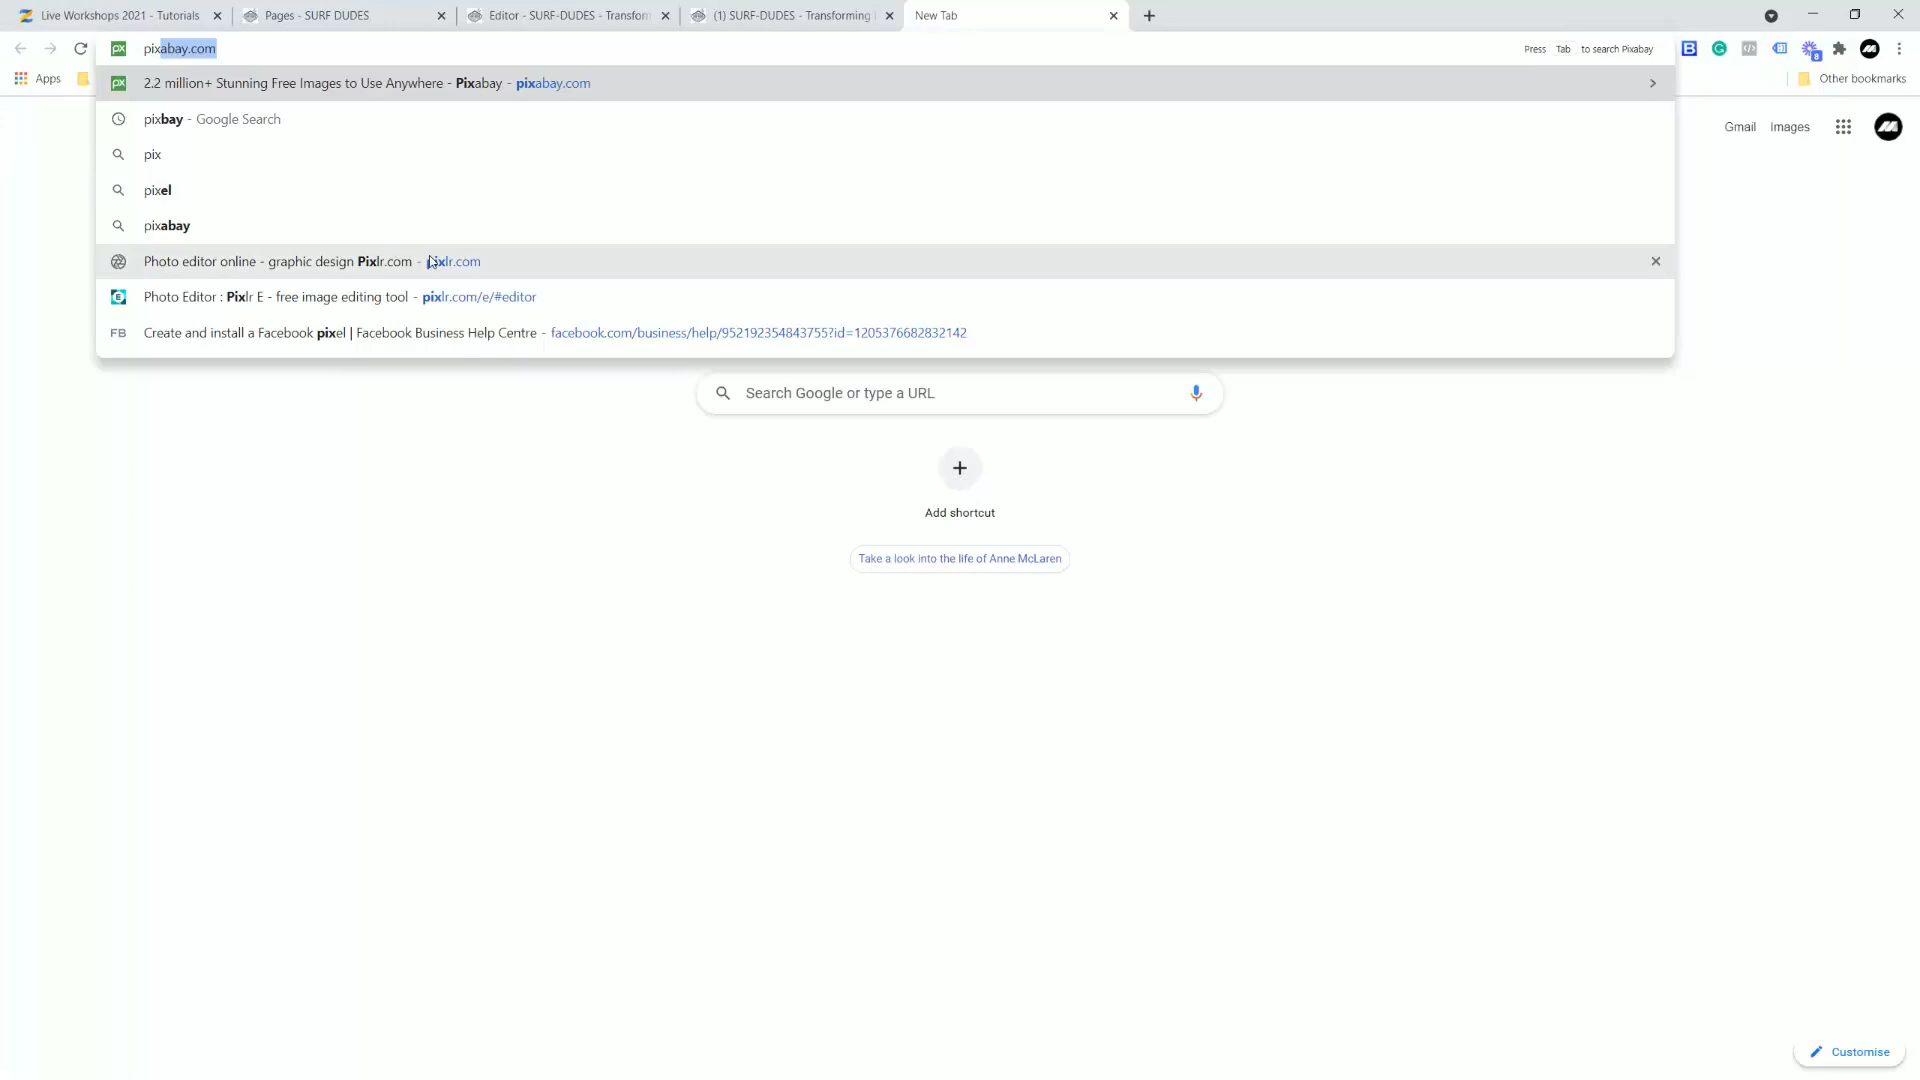 Live Workshops 2021 - Tutorials
Pages - SURF DUDES
Editor - SURF-DUDES - Transform
(1) SURF-DUDES - Transforming
New Tab
px
pixabay.com
Press Tab to search Pixabay
B
G
8
Apps
Other bookmarks
px
2.2 million+ Stunning Free Images to Use Anywhere - Pixabay - pixabay.com
pixbay - Google Search
pix
pixel
pixabay
Photo editor online - graphic design Pixlr.com - pixlr.com
E
Photo Editor : Pixlr E - free image editing tool - pixlr.com/e/#editor
FB
Create and install a Facebook pixel | Facebook Business Help Centre - facebook.com/business/help/952192354843755?id=1205376682832142
Gmail
Images
Search Google or type a URL
Add shortcut
Take a look into the life of Anne McLaren
Customise